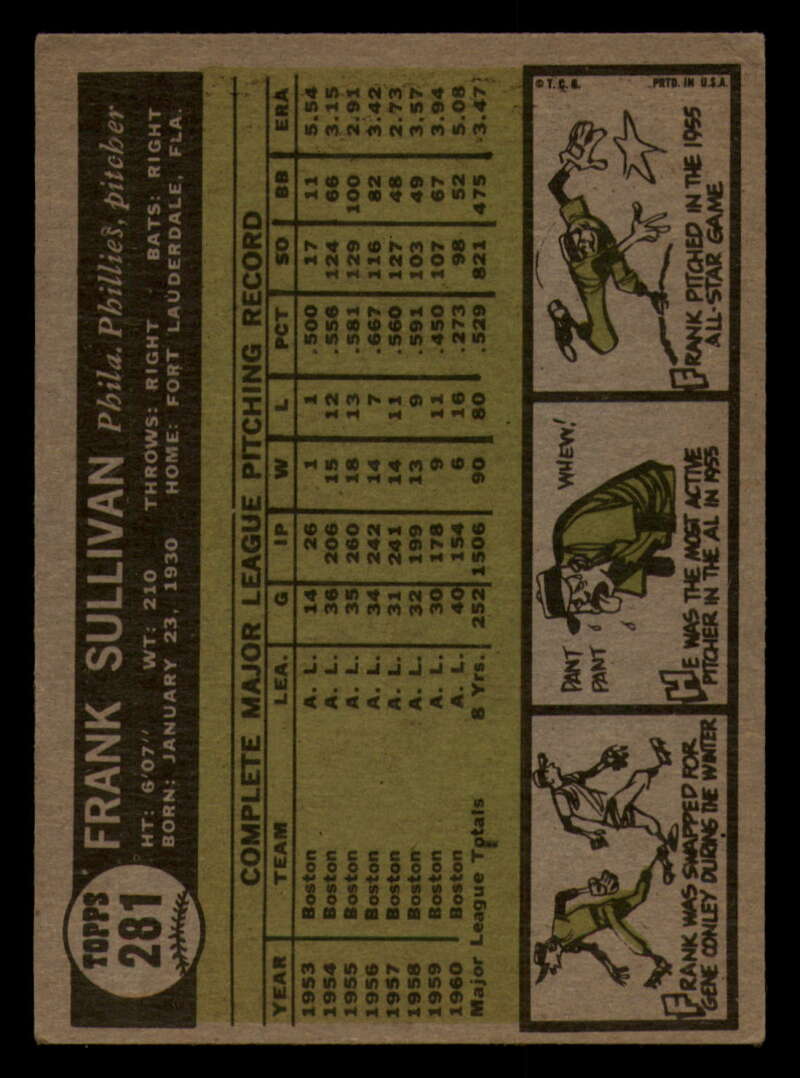 TOPPS
281
FRANK SULLIVAN Phila. Phillies, pitcher
HT: 6'07" WT: 210 THROWS: RIGHT BATS: RIGHT
BORN: JANUARY 23, 1930 HOME: FORT LAUDERDALE, FLA.
COMPLETE MAJOR LEAGUE PITCHING RECORD
YEAR TEAM LEA. G IP W L PCT SO BB ERA
1953 Boston A. L. 14 26 1 1 .500 17 11 5.54
1954 Boston A. L. 36 206 15 12 .556 124 66 3.15
1955 Boston A. L. 35 260 18 13 .581 129 100 2.91
1956 Boston A. L. 34 242 14 7 .667 116 82 3.42
1957 Boston A. L. 31 241 14 11 .560 127 48 2.73
1958 Boston A. L. 32 199 13 9 .591 103 49 3.57
1959 Boston A. L. 30 178 9 11 .450 107 67 3.94
1960 Boston A. L. 40 154 6 16 .273 98 52 5.08
Major League Totals 8 Yrs. 252 1506 90 80 .529 821 475 3.47
FRANK WAS SWAPPED FOR
GENE CONLEY DURING THE WINTER
PANT
PANT
WHEW!
HE WAS THE MOST ACTIVE
PITCHER IN THE AL IN 1955
© T. C. G. PRTD. IN U.S.A.
FRANK PITCHED IN THE 1955
ALL-STAR GAME